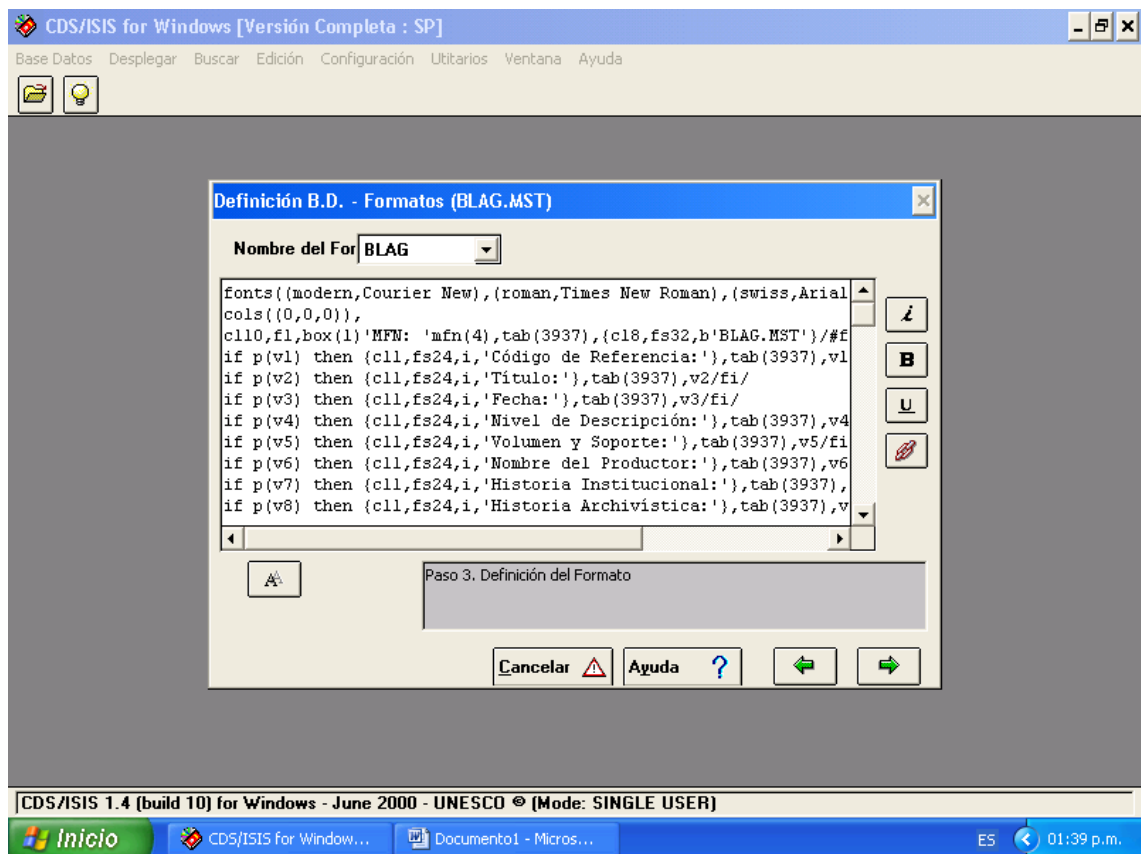 CDS/ISIS for Windows [Versión Completa : SP]
Base Datos Desplegar Buscar Edición Configuración Utitarios Ventana Ayuda
Definición B.D. - Formatos (BLAG.MST)
Nombre del For BLAG
fonts((modern,Courier New),(roman,Times New Roman),(swiss,Arial
cols((0,0,0)),
cl10,f1,box(1)'MFN: 'mfn(4),tab(3937),{cl8,fs32,b'BLAG.MST'}/#f
if p(v1) then {cl1,fs24,i,'Código de Referencia:'},tab(3937),v1
if p(v2) then {cl1,fs24,i,'Título:'},tab(3937),v2/fi/
if p(v3) then {cl1,fs24,i,'Fecha:'},tab(3937),v3/fi/
if p(v4) then {cl1,fs24,i,'Nivel de Descripción:'},tab(3937),v4
if p(v5) then {cl1,fs24,i,'Volumen y Soporte:'},tab(3937),v5/fi
if p(v6) then {cl1,fs24,i,'Nombre del Productor:'},tab(3937),v6
if p(v7) then {cl1,fs24,i,'Historia Institucional:'},tab(3937),
if p(v8) then {cl1,fs24,i,'Historia Archivística:'},tab(3937),v
i
B
U
A
Paso 3. Definición del Formato
Cancelar Ayuda ?
CDS/ISIS 1.4 (build 10) for Windows - June 2000 - UNESCO © (Mode: SINGLE USER)
Inicio CDS/ISIS for Window... Documento1 - Micros... ES 01:39 p.m.